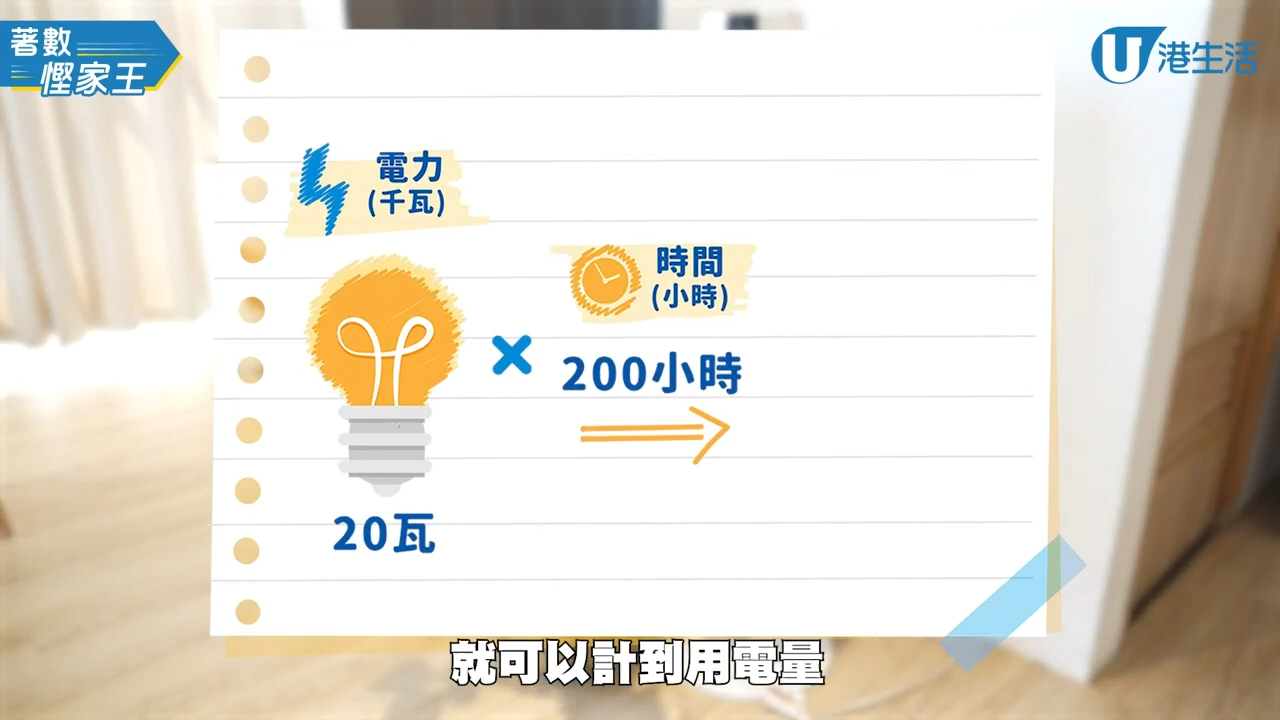 著數
慳家王
U港生活
電力
(千瓦)
時間
(小時)
200小時
20瓦
就可以計到用電量